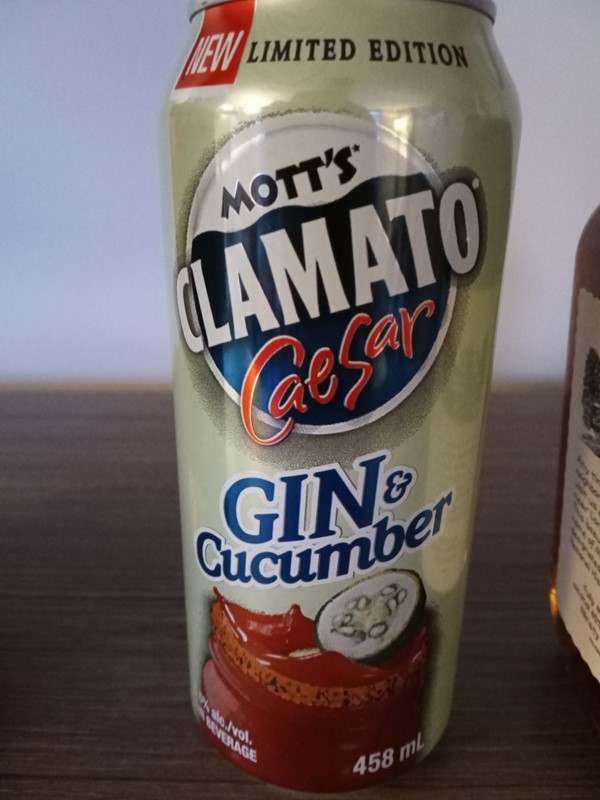 NEW LIMITED EDITION
MOTT'S*
CLAMATO*
Caesar
GIN &
Cucumber
% alc./vol.
BEVERAGE
458 mL